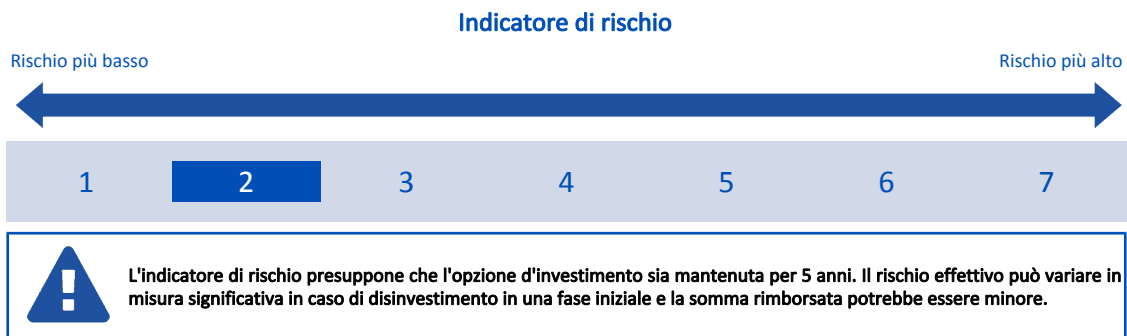 Indicatore di rischio
Rischio più basso
Rischio più alto
1 2 3 4 5 6 7
L'indicatore di rischio presuppone che l'opzione d'investimento sia mantenuta per 5 anni. Il rischio effettivo può variare in
misura significativa in caso di disinvestimento in una fase iniziale e la somma rimborsata potrebbe essere minore.